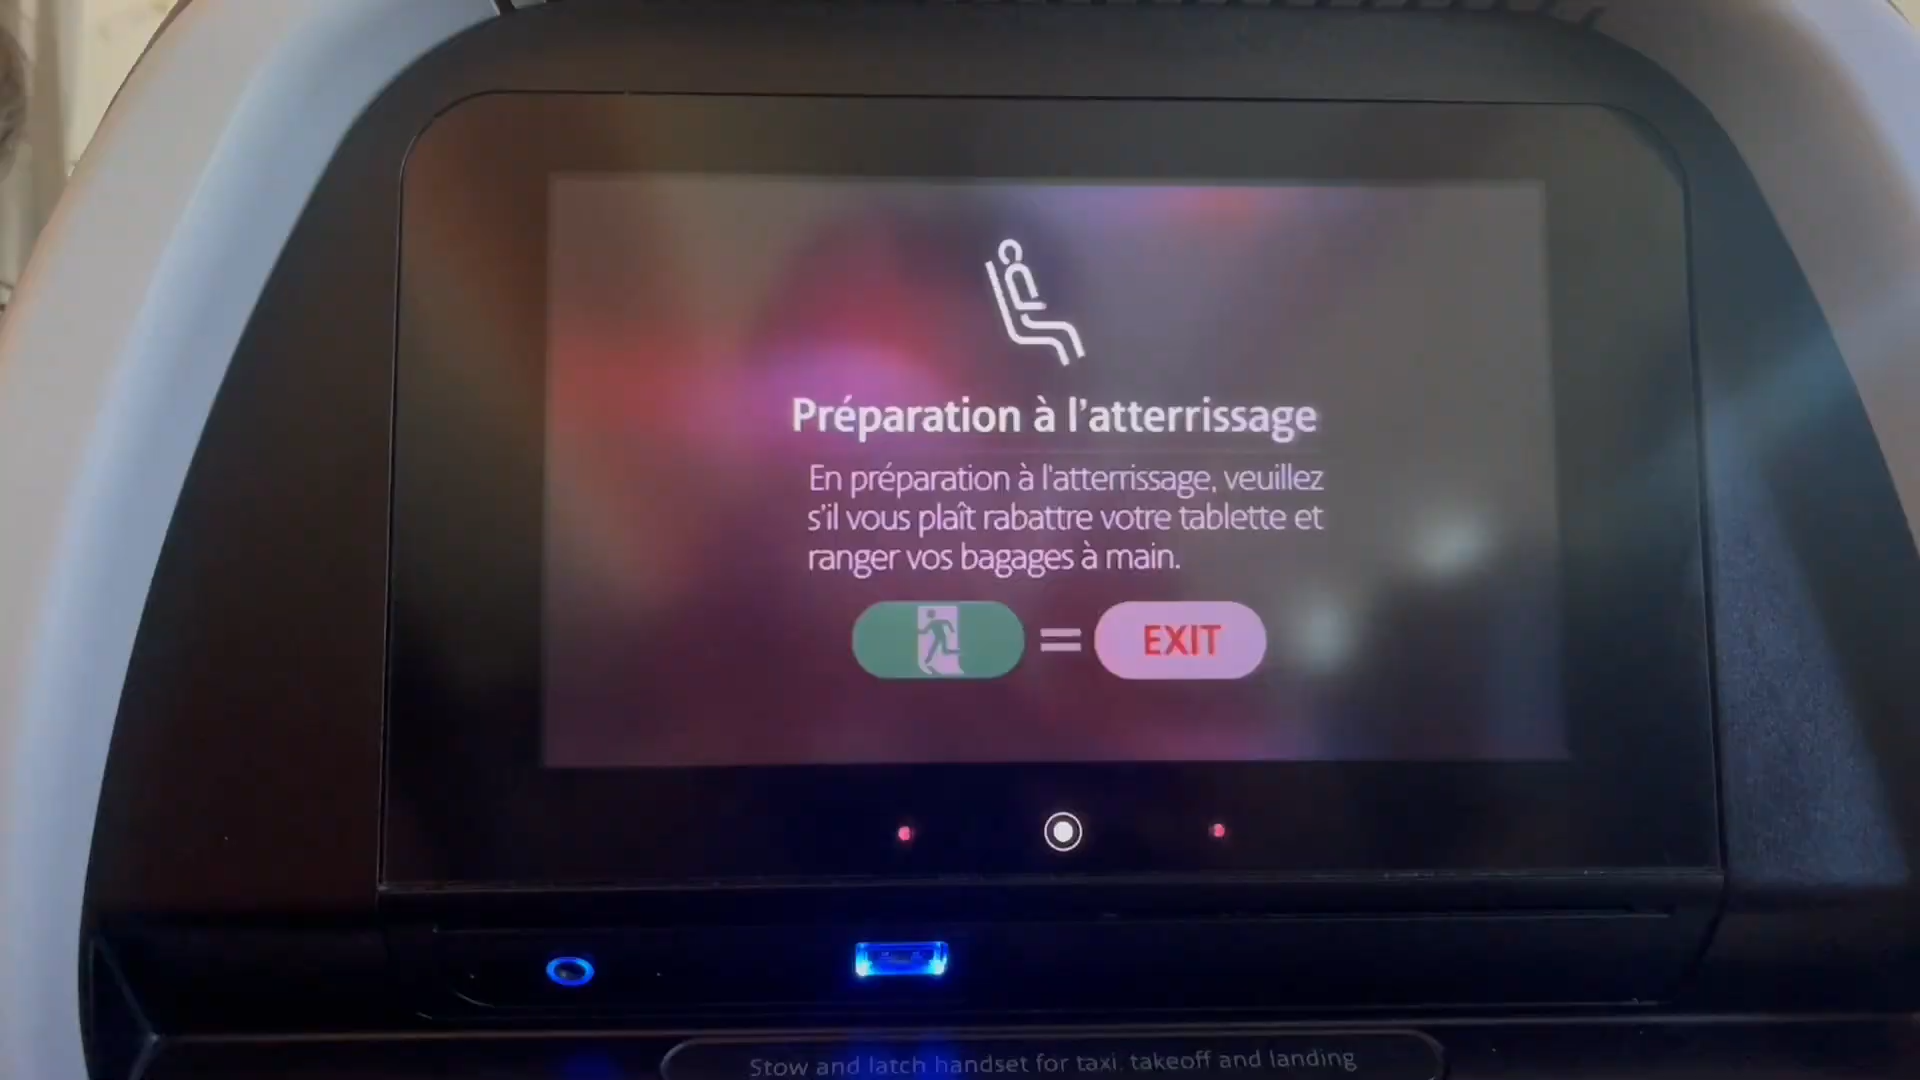 Préparation à l'atterrissage
En préparation à l'atterrissage, veuillez
s'il vous plaît rabattre votre tablette et
ranger vos bagages à main.
= EXIT
Stow and latch handset for taxi, takeoff and landing